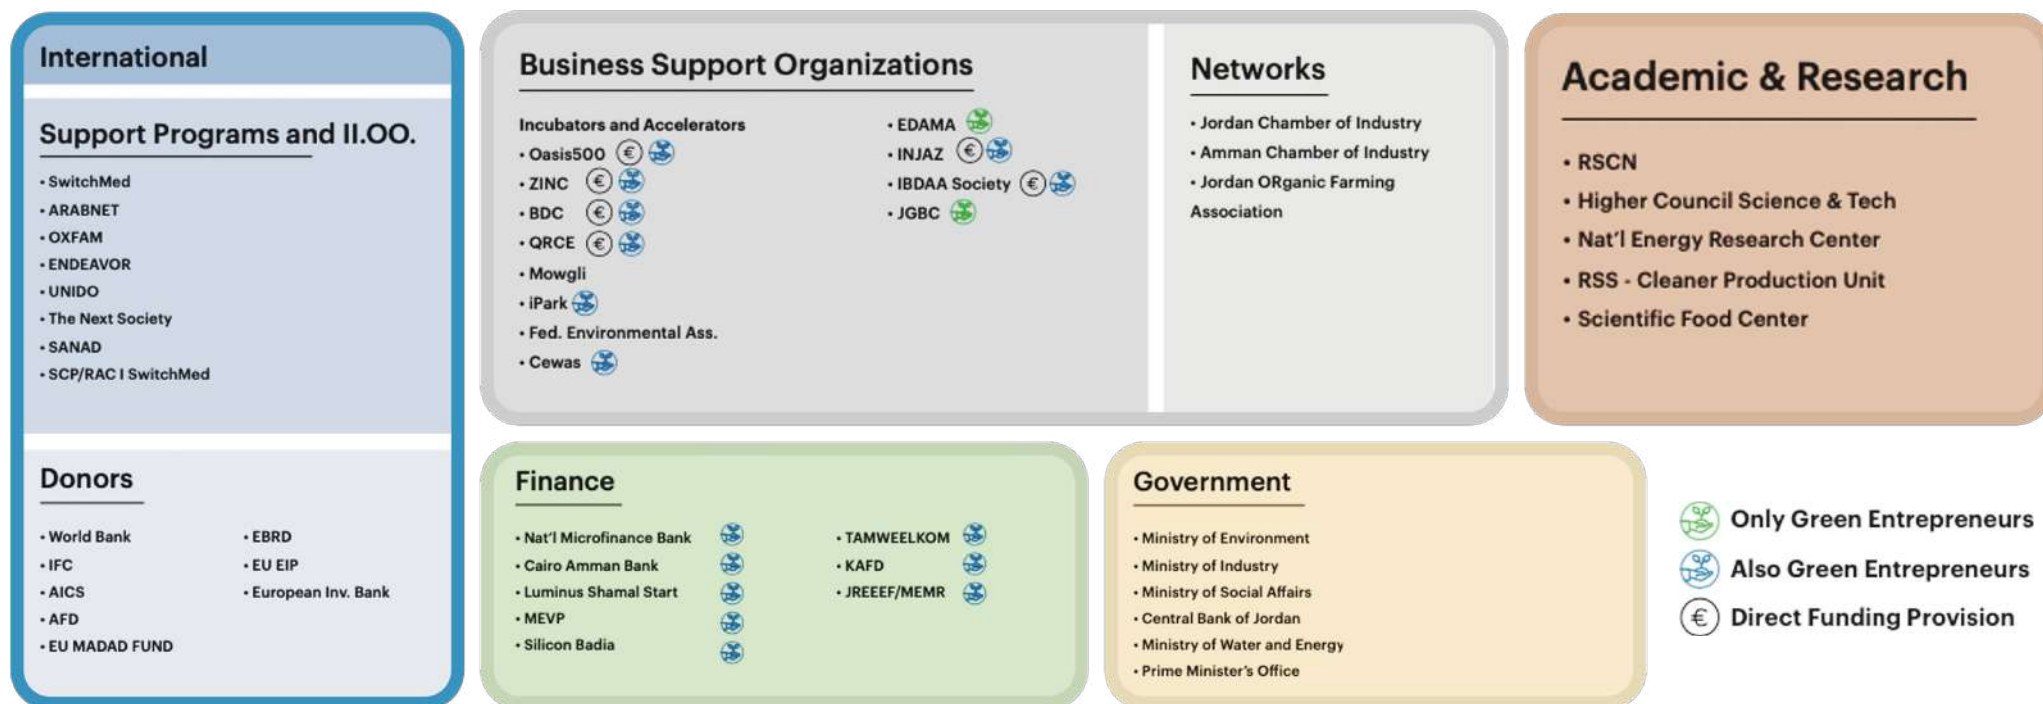 International
Support Programs and II.OO.
• SwitchMed
• ARABNET
• OXFAM
• ENDEAVOR
• UNIDO
• The Next Society
• SANAD
• SCP/RAC I SwitchMed
Donors
• World Bank
• IFC
• AICS
• AFD
• EU MADAD FUND
• EBRD
• EU EIP
• European Inv. Bank
Business Support Organizations
Incubators and Accelerators
• Oasis500 €
• ZINC €
• BDC €
• QRCE €
• Mowgli
• iPark
• Fed. Environmental Ass.
• Cewas
• EDAMA
• INJAZ €
• IBDAA Society €
• JGBC
Networks
• Jordan Chamber of Industry
• Amman Chamber of Industry
• Jordan ORganic Farming
Association
Academic & Research
• RSCN
• Higher Council Science & Tech
• Nat'l Energy Research Center
• RSS - Cleaner Production Unit
• Scientific Food Center
Finance
• Nat'l Microfinance Bank
• Cairo Amman Bank
• Luminus Shamal Start
• MEVP
• Silicon Badia
• TAMWEELKOM
• KAFD
• JREEEF/MEMR
Government
• Ministry of Environment
• Ministry of Industry
• Ministry of Social Affairs
• Central Bank of Jordan
• Ministry of Water and Energy
• Prime Minister's Office
Only Green Entrepreneurs
Also Green Entrepreneurs
€ Direct Funding Provision